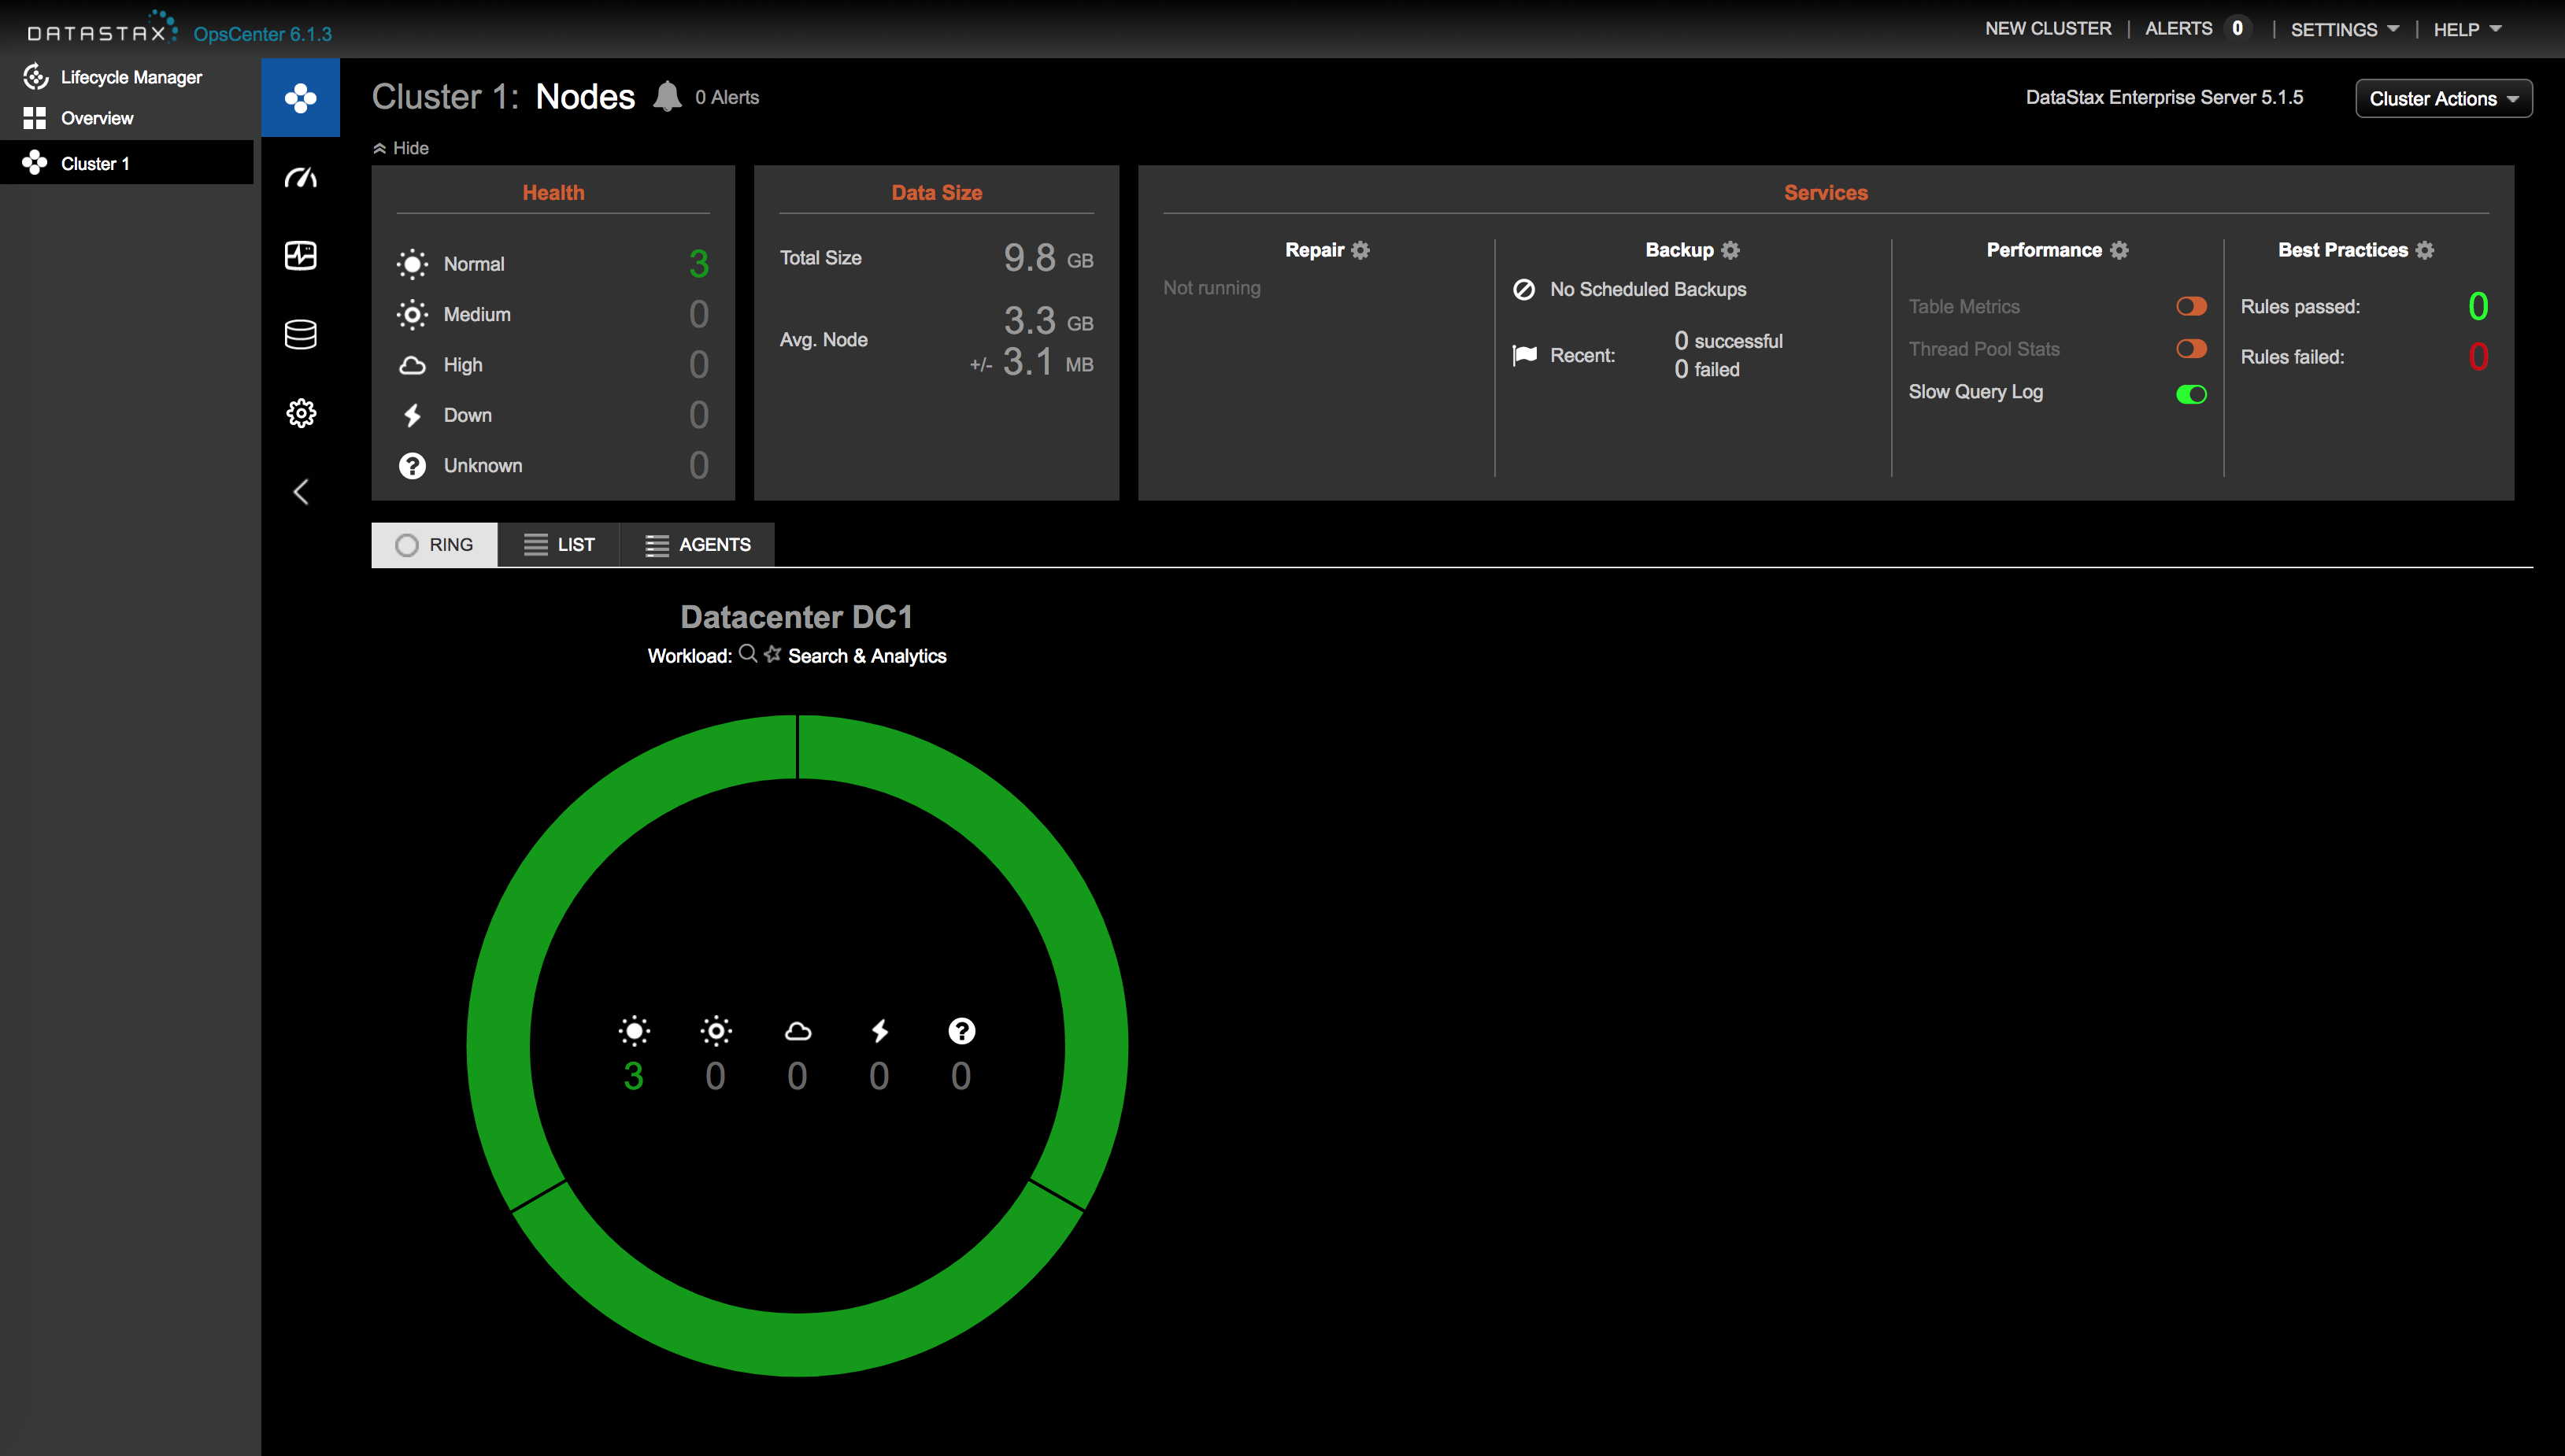 DATASTAX OpsCenter 6.1.3
NEW CLUSTER | ALERTS 0 | SETTINGS | HELP
Lifecycle Manager
Overview
Cluster 1
Cluster 1: Nodes 0 Alerts
DataStax Enterprise Server 5.1.5
Cluster Actions
Hide
Health
Normal 3
Medium 0
High 0
Down 0
Unknown 0
Data Size
Total Size 9.8 GB
Avg. Node 3.3 GB
+/- 3.1 MB
Services
Repair
Not running
Backup
No Scheduled Backups
Recent: 0 successful
0 failed
Performance
Table Metrics
Thread Pool Stats
Slow Query Log
Best Practices
Rules passed: 0
Rules failed: 0
RING LIST AGENTS
Datacenter DC1
Workload: Search & Analytics
3 0 0 0 0